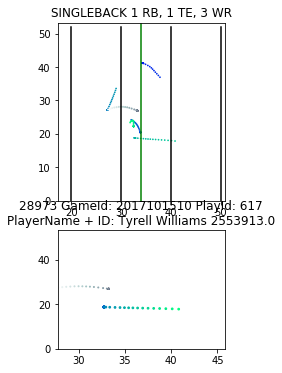 SINGLEBACK 1 RB, 1 TE, 3 WR
50
40
30
20
10
0
20 30 40 50
28973 GameId: 2017101510 PlayId: 617
PlayerName + ID: Tyrell Williams 2553913.0
40
20
0
30 35 40 45